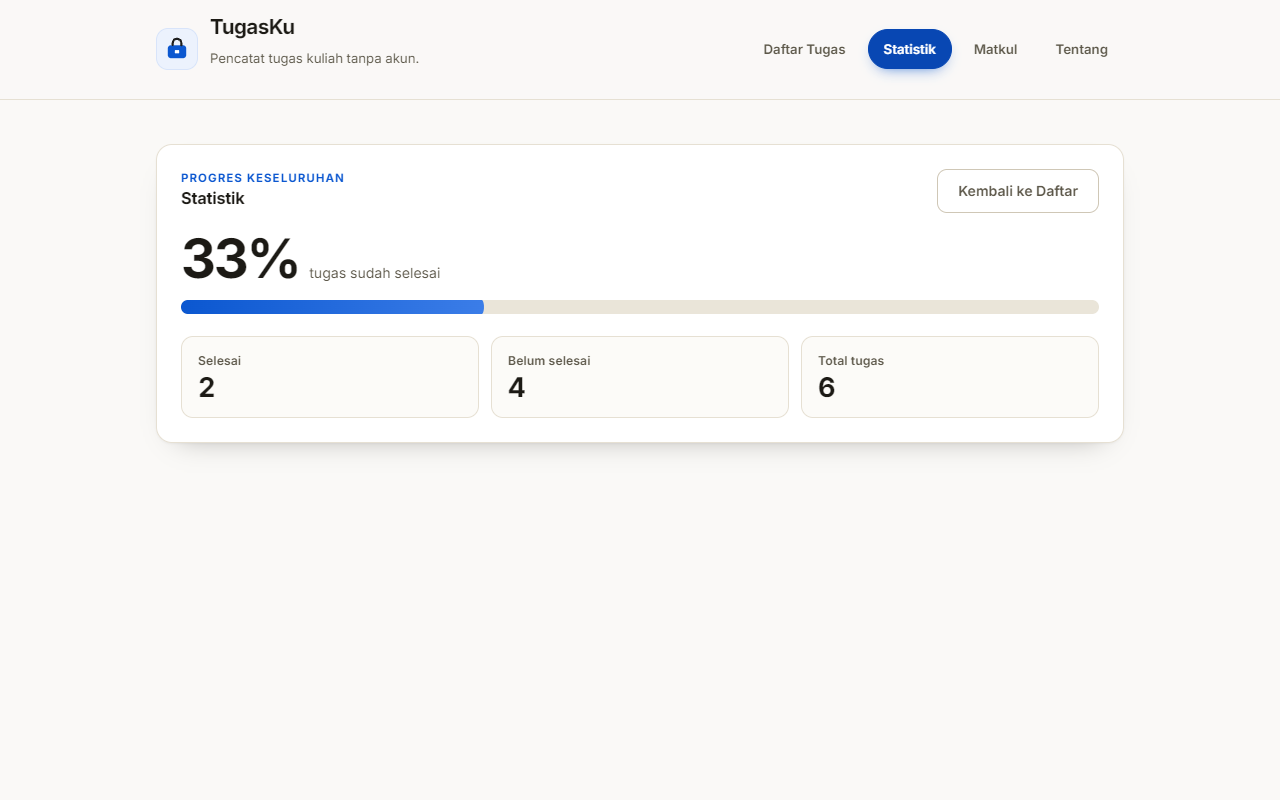 TugasKu
Pencatat tugas kuliah tanpa akun.
Daftar Tugas
Statistik
Matkul
Tentang
PROGRES KESELURUHAN
Statistik
Kembali ke Daftar
33% tugas sudah selesai
Selesai
2
Belum selesai
4
Total tugas
6